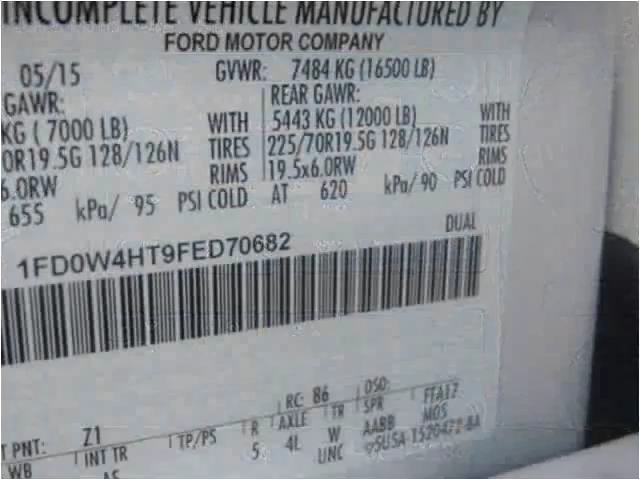 INCOMPLETE VEHICLE MANUFACTURED BY
FORD MOTOR COMPANY
05/15 GVWR: 7484 KG (16500 LB)
GAWR: REAR GAWR:
KG ( 7000 LB) WITH 5443 KG (12000 LB) WITH
0R19.5G 128/126N TIRES 225/70R19.5G 128/126N TIRES
6.0RW RIMS 19.5x6.0RW RIMS
655 kPa/ 95 PSI COLD AT 620 kPa/ 90 PSI COLD
DUAL
1FD0W4HT9FED70682
RC: 86 DSO:
T PNT: Z1 TP/PS R AXLE TR SPR FTA17
WB INT TR 5 4L W AABB MOS
UNC